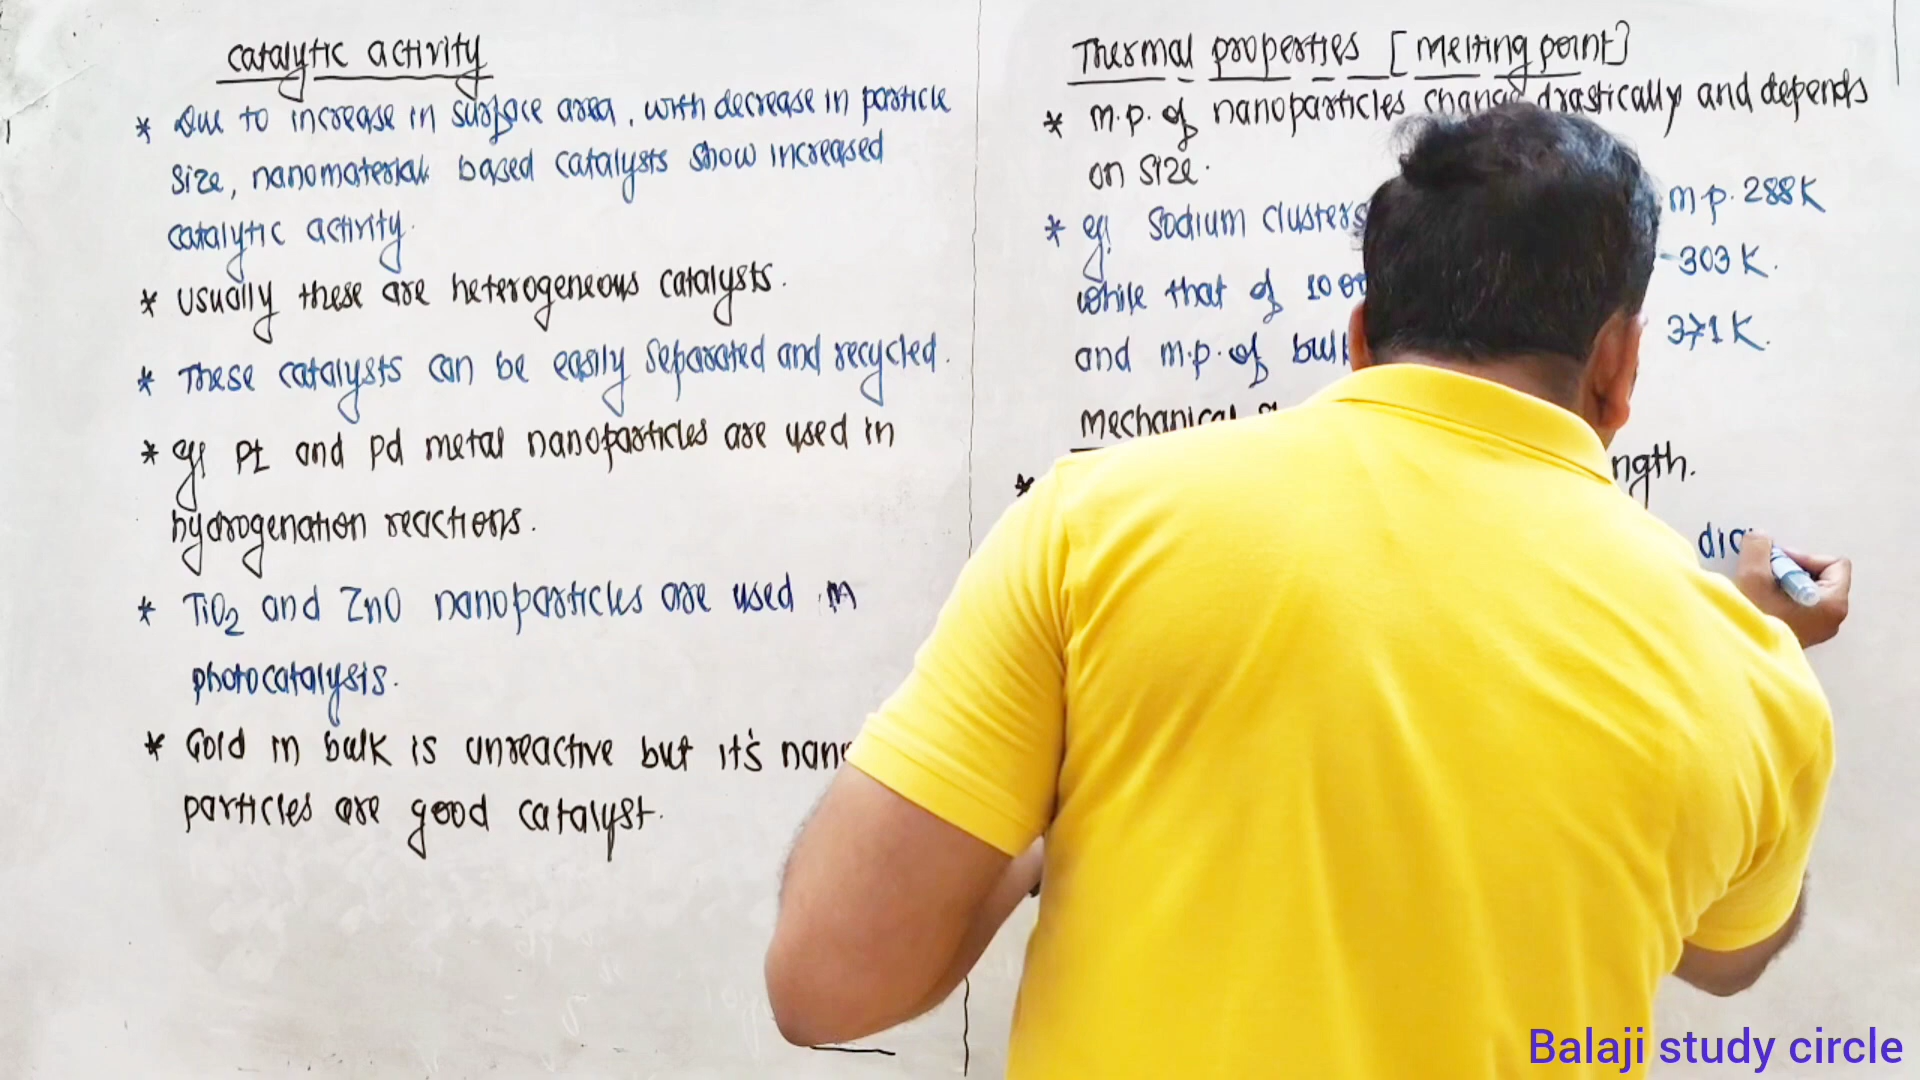 catalytic activity
* Due to increase in surface area, with decrease in particle
size, nanomaterial based catalysts show increased
catalytic activity.
* usually these are heterogeneous catalysts.
* These catalysts can be easily separated and recycled.
* eg! Pt and Pd metal nanoparticles are used in
hydrogenation reactions.
* TiO2 and ZnO nanoparticles are used in
photocatalysis.
* Gold in bulk is unreactive but it's nano
particles are good catalyst.
Thermal properties [melting point]
* m.p. of nanoparticles change drastically and depends
on size.
* eg! Sodium clusters m.p. 288K
while that of 303 K.
and m.p. of bulk 371 K.
mechanical
* ngth.
Balaji study circle